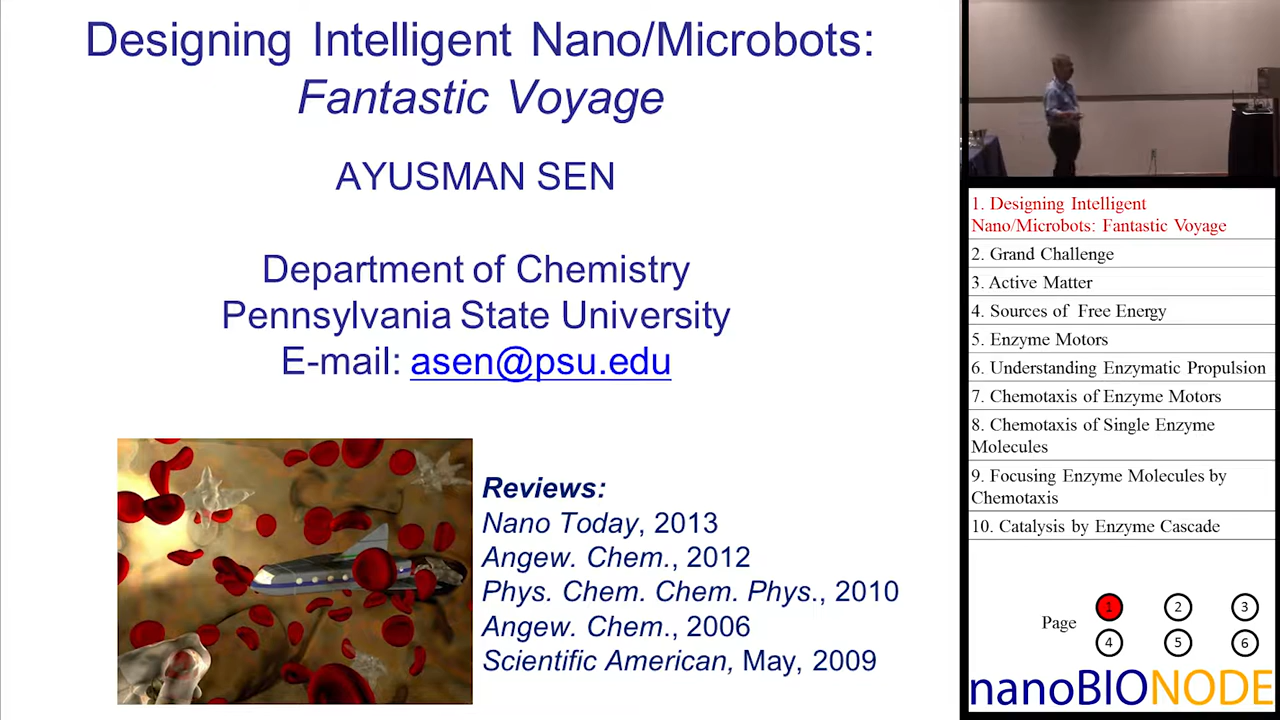 Designing Intelligent Nano/Microbots:
Fantastic Voyage
AYUSMAN SEN
Department of Chemistry
Pennsylvania State University
E-mail: asen@psu.edu
Reviews:
Nano Today, 2013
Angew. Chem., 2012
Phys. Chem. Chem. Phys., 2010
Angew. Chem., 2006
Scientific American, May, 2009
1. Designing Intelligent
Nano/Microbots: Fantastic Voyage
2. Grand Challenge
3. Active Matter
4. Sources of Free Energy
5. Enzyme Motors
6. Understanding Enzymatic Propulsion
7. Chemotaxis of Enzyme Motors
8. Chemotaxis of Single Enzyme
Molecules
9. Focusing Enzyme Molecules by
Chemotaxis
10. Catalysis by Enzyme Cascade
Page
1 2 3
4 5 6
nanoBIONODE